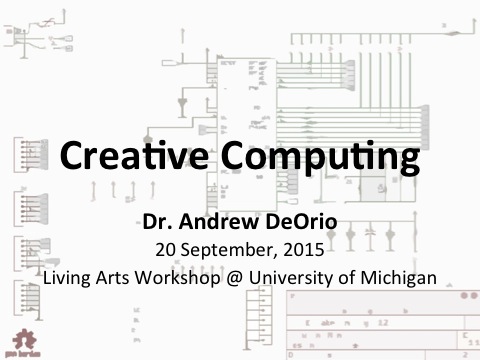 Creative Computing
Dr. Andrew DeOrio
20 September, 2015
Living Arts Workshop @ University of Michigan